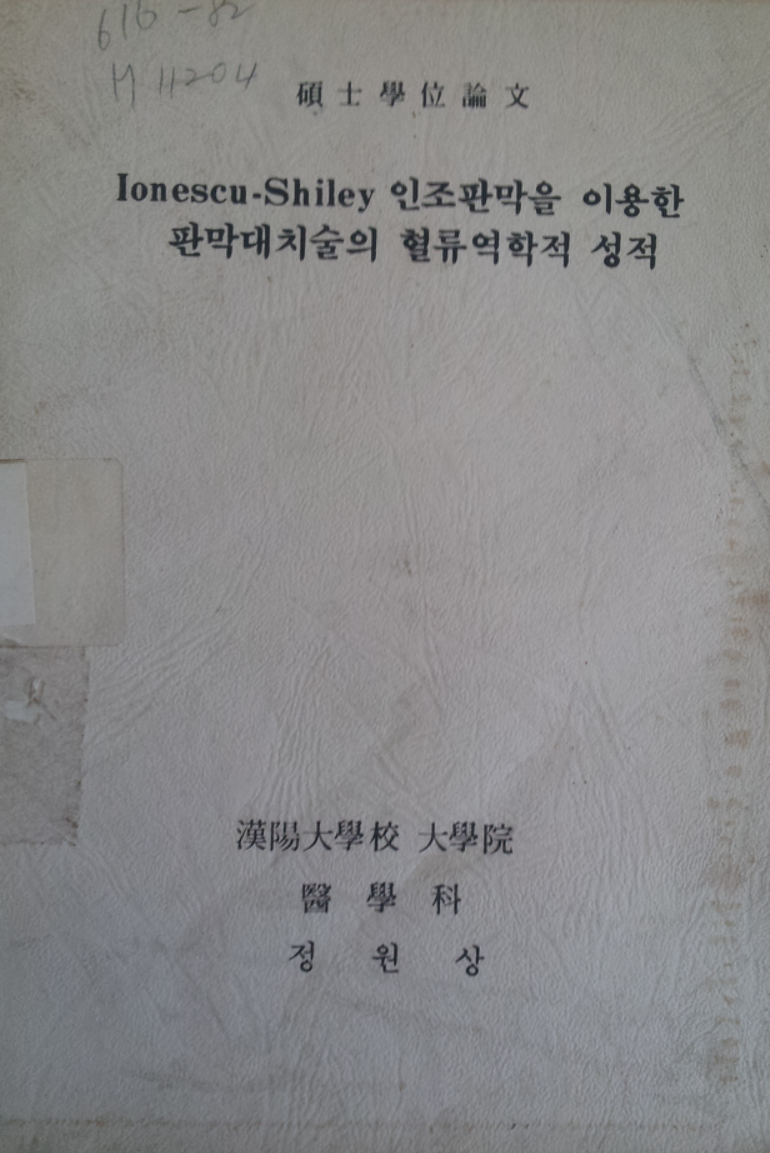 616-82
M H204
碩士學位論文
Ionescu-Shiley 인조판막을 이용한
판막대치술의 혈류역학적 성적
漢陽大學校 大學院
醫學科
정원상